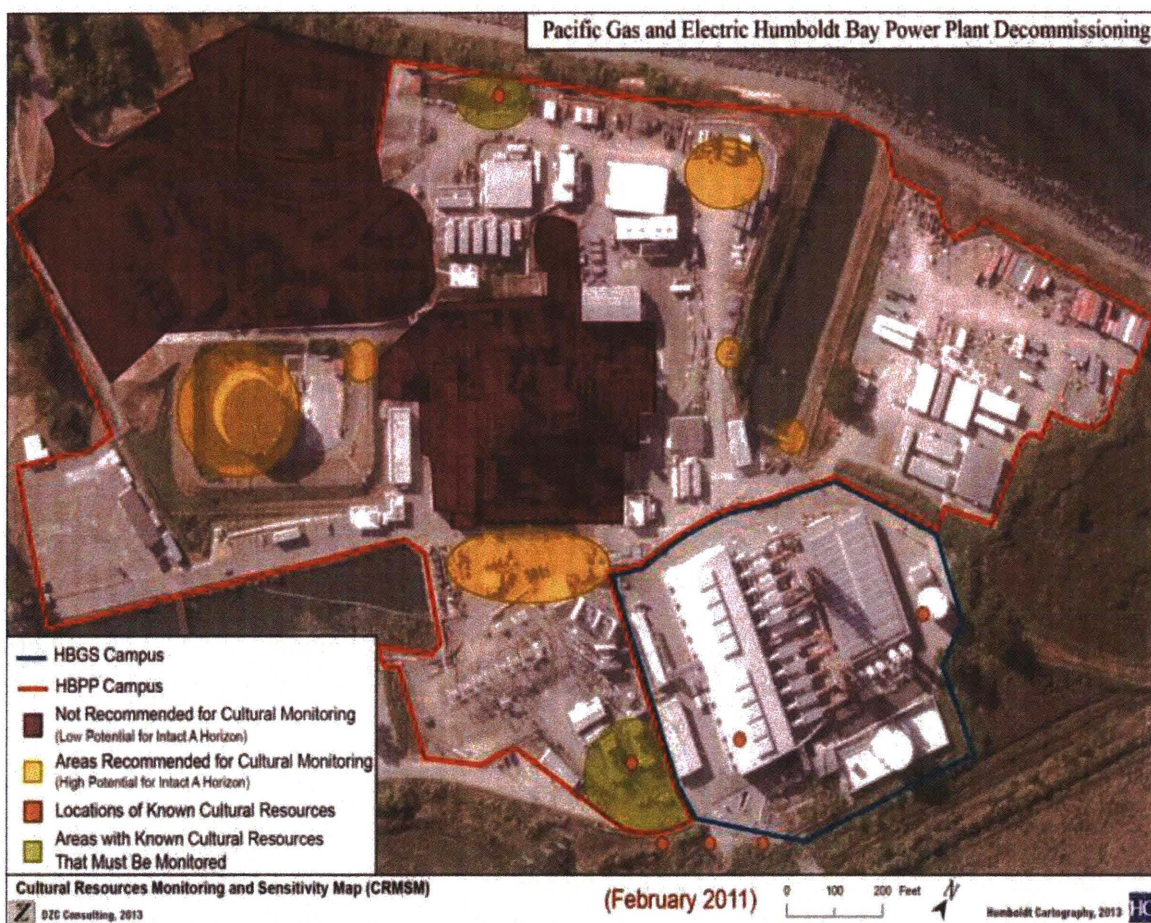 Pacific Gas and Electric Humboldt Bay Power Plant Decommissioning
HBGS Campus
HBPP Campus
Not Recommended for Cultural Monitoring
(Low Potential for Intact A Horizon)
Areas Recommended for Cultural Monitoring
(High Potential for Intact A Horizon)
Locations of Known Cultural Resources
Areas with Known Cultural Resources
That Must Be Monitored
Cultural Resources Monitoring and Sensitivity Map (CRMSM)
Z DZC Consulting, 2013
(February 2011)
0 100 200 Feet
N
Humboldt Cartography, 2013 HC